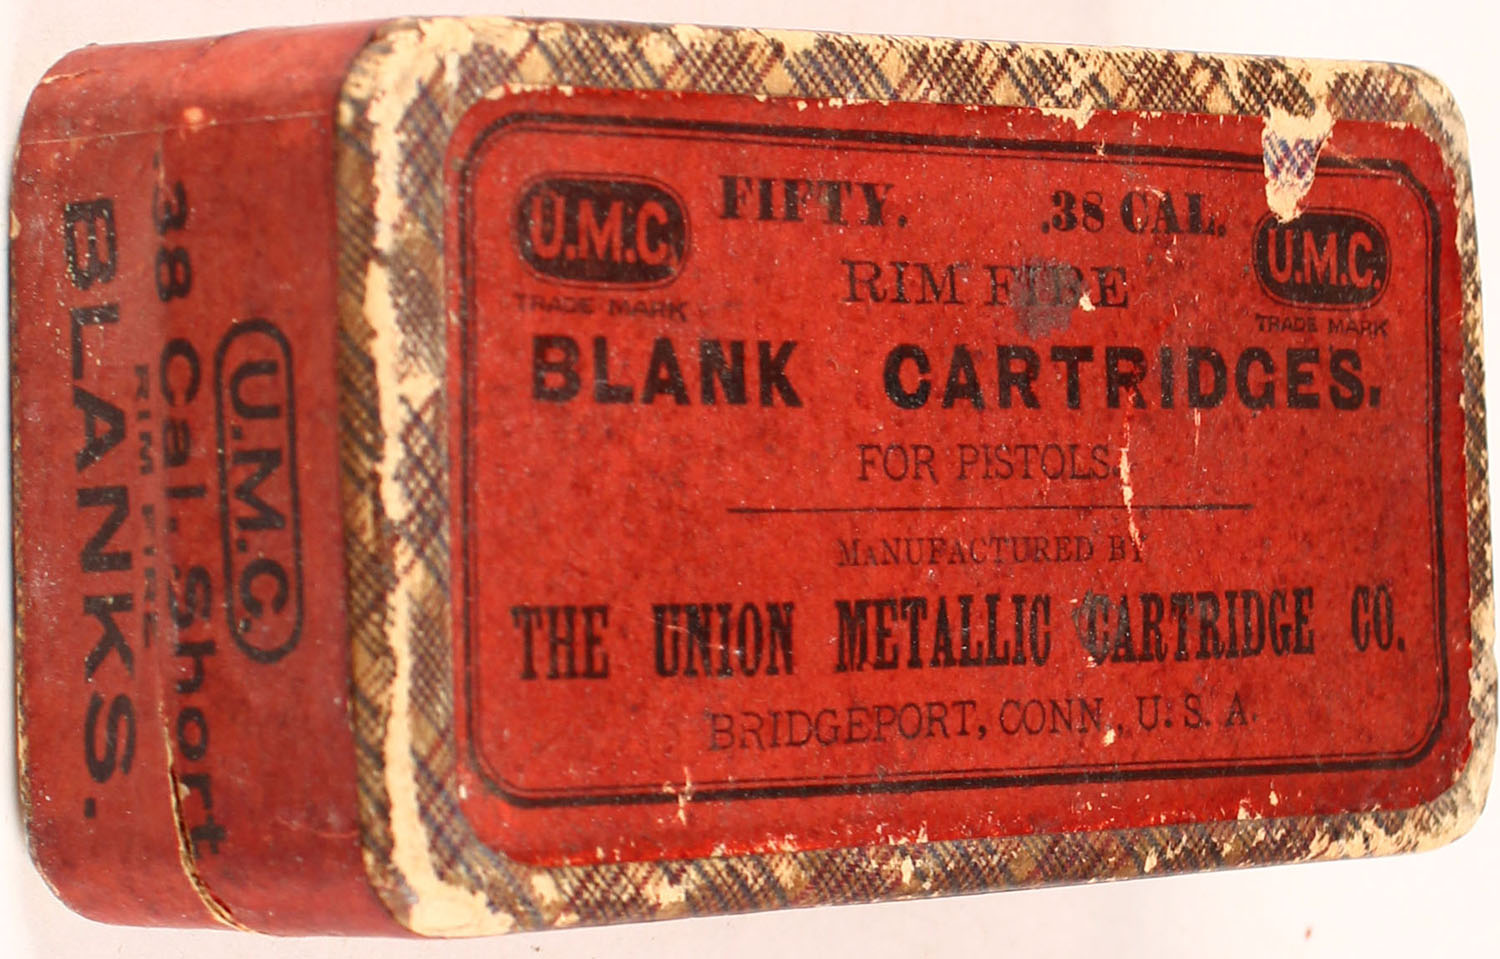 FIFTY. .38 CAL.
U.M.C. U.M.C.
TRADE MARK TRADE MARK
RIM FIRE
BLANK CARTRIDGES.
FOR PISTOLS.
MANUFACTURED BY
THE UNION METALLIC CARTRIDGE CO.
BRIDGEPORT, CONN., U. S. A.
U.M.C.
.38 Cal. Short
RIM FIRE
BLANKS.